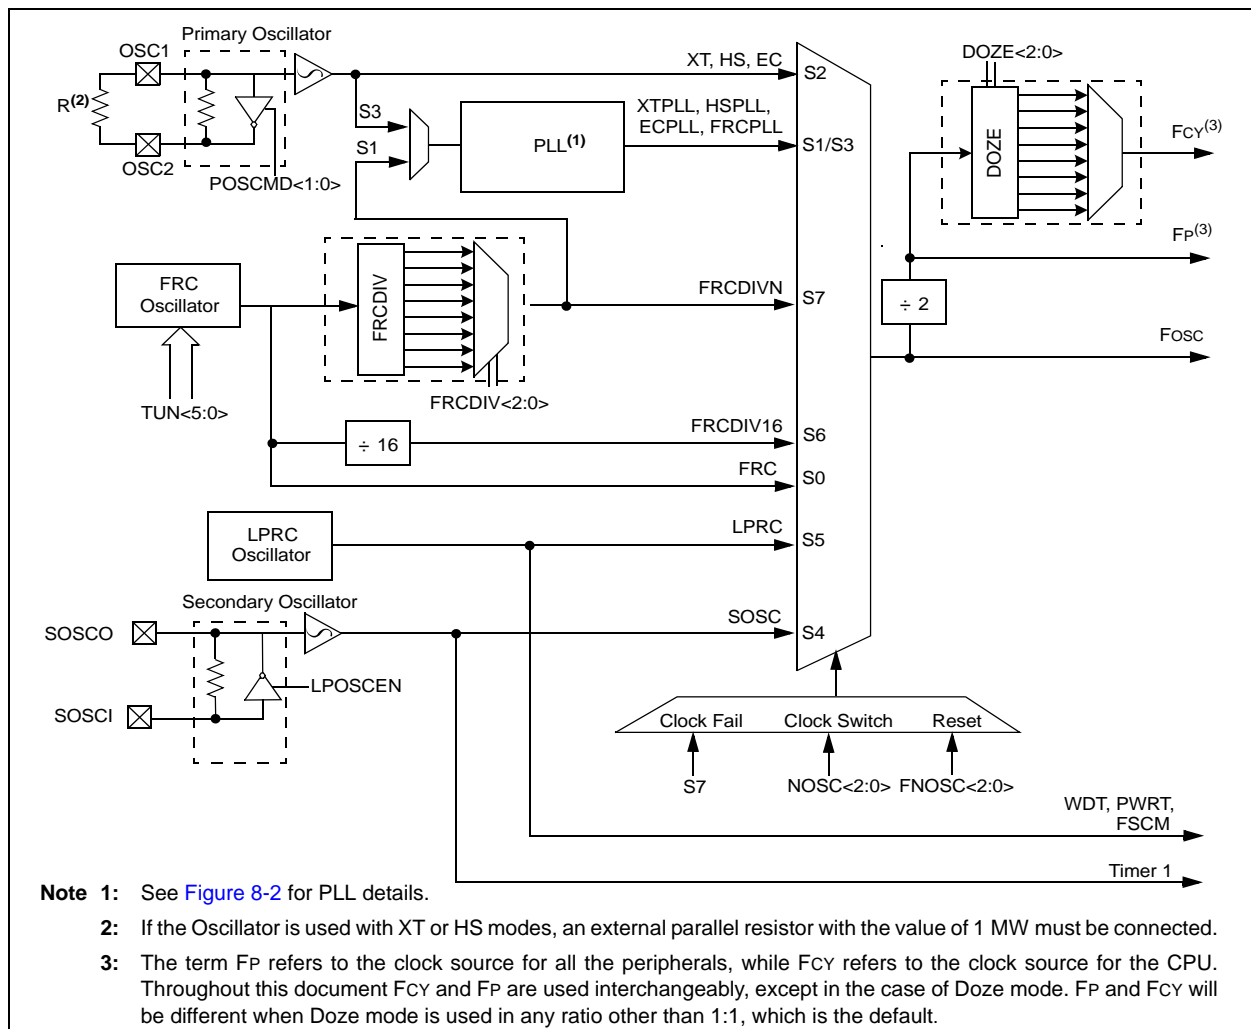 Primary Oscillator
OSC1
R(2)
OSC2
POSCMD<1:0>
S3
S1
PLL(1)
XT, HS, EC
XTPLL, HSPLL,
ECPLL, FRCPLL
S2
S1/S3
DOZE<2:0>
DOZE
FCY(3)
FP(3)
÷ 2
FOSC
FRC
Oscillator
TUN<5:0>
FRCDIV
FRCDIV<2:0>
FRCDIVN
S7
÷ 16
FRCDIV16
S6
FRC
S0
LPRC
Oscillator
LPRC
S5
Secondary Oscillator
SOSCO
SOSCI
LPOSCEN
SOSC
S4
Clock Fail
Clock Switch
Reset
S7
NOSC<2:0>
FNOSC<2:0>
WDT, PWRT,
FSCM
Timer 1
Note 1: See Figure 8-2 for PLL details.
2: If the Oscillator is used with XT or HS modes, an external parallel resistor with the value of 1 MW must be connected.
3: The term FP refers to the clock source for all the peripherals, while FCY refers to the clock source for the CPU.
Throughout this document FCY and FP are used interchangeably, except in the case of Doze mode. FP and FCY will
be different when Doze mode is used in any ratio other than 1:1, which is the default.